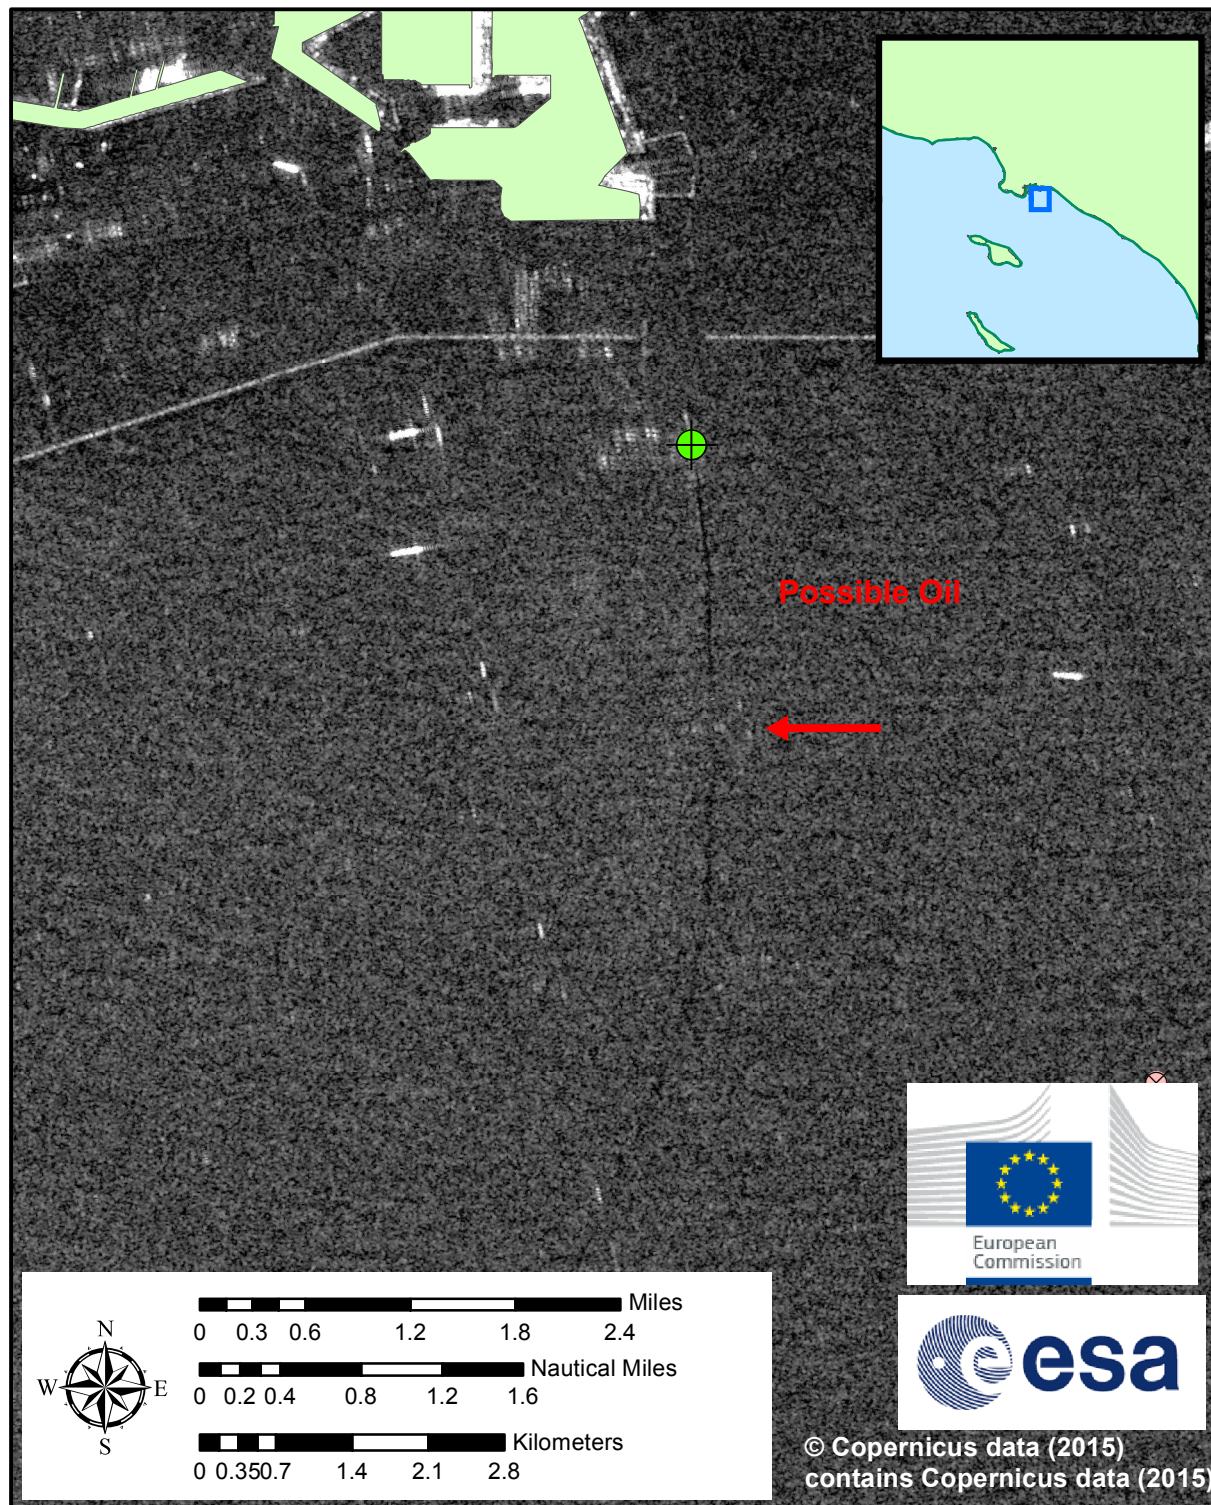 Possible Oil
European
Commission
esa
N
W E
S
Miles
0 0.3 0.6 1.2 1.8 2.4
Nautical Miles
0 0.2 0.4 0.8 1.2 1.6
Kilometers
0 0.350.7 1.4 2.1 2.8
© Copernicus data (2015)
contains Copernicus data (2015)